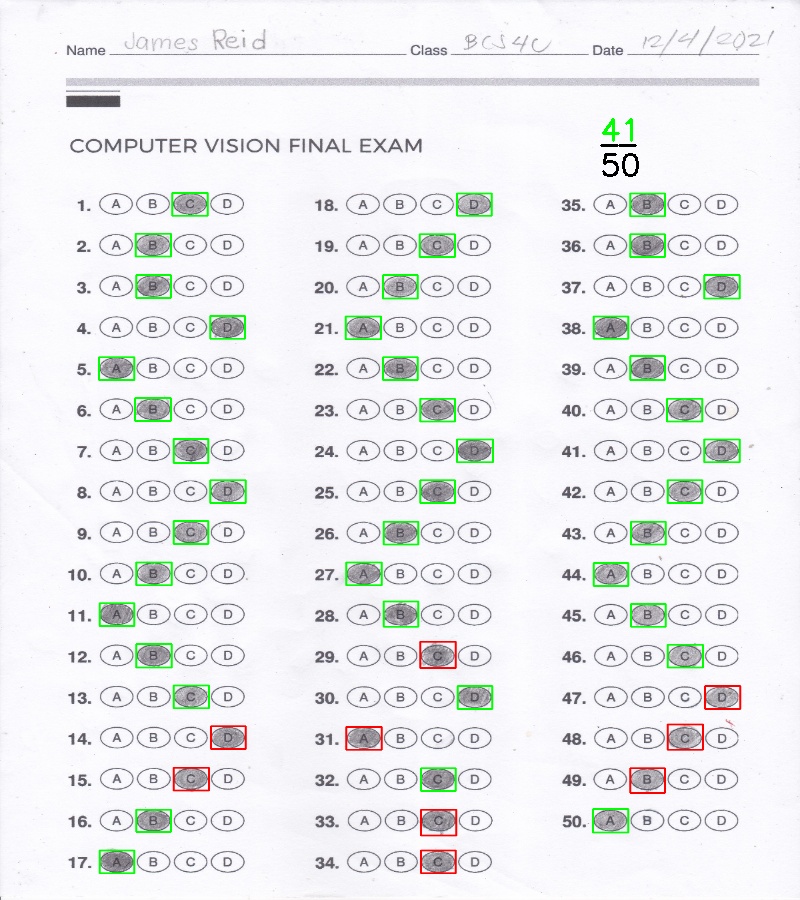 Name James Reid Class BCS4C Date 12/4/2021
COMPUTER VISION FINAL EXAM
41
50
1. A B C D 18. A B C D 35. A B C D
2. A B C D 19. A B C D 36. A B C D
3. A B C D 20. A B C D 37. A B C D
4. A B C D 21. A B C D 38. A B C D
5. A B C D 22. A B C D 39. A B C D
6. A B C D 23. A B C D 40. A B C D
7. A B C D 24. A B C D 41. A B C D
8. A B C D 25. A B C D 42. A B C D
9. A B C D 26. A B C D 43. A B C D
10. A B C D 27. A B C D 44. A B C D
11. A B C D 28. A B C D 45. A B C D
12. A B C D 29. A B C D 46. A B C D
13. A B C D 30. A B C D 47. A B C D
14. A B C D 31. A B C D 48. A B C D
15. A B C D 32. A B C D 49. A B C D
16. A B C D 33. A B C D 50. A B C D
17. A B C D 34. A B C D